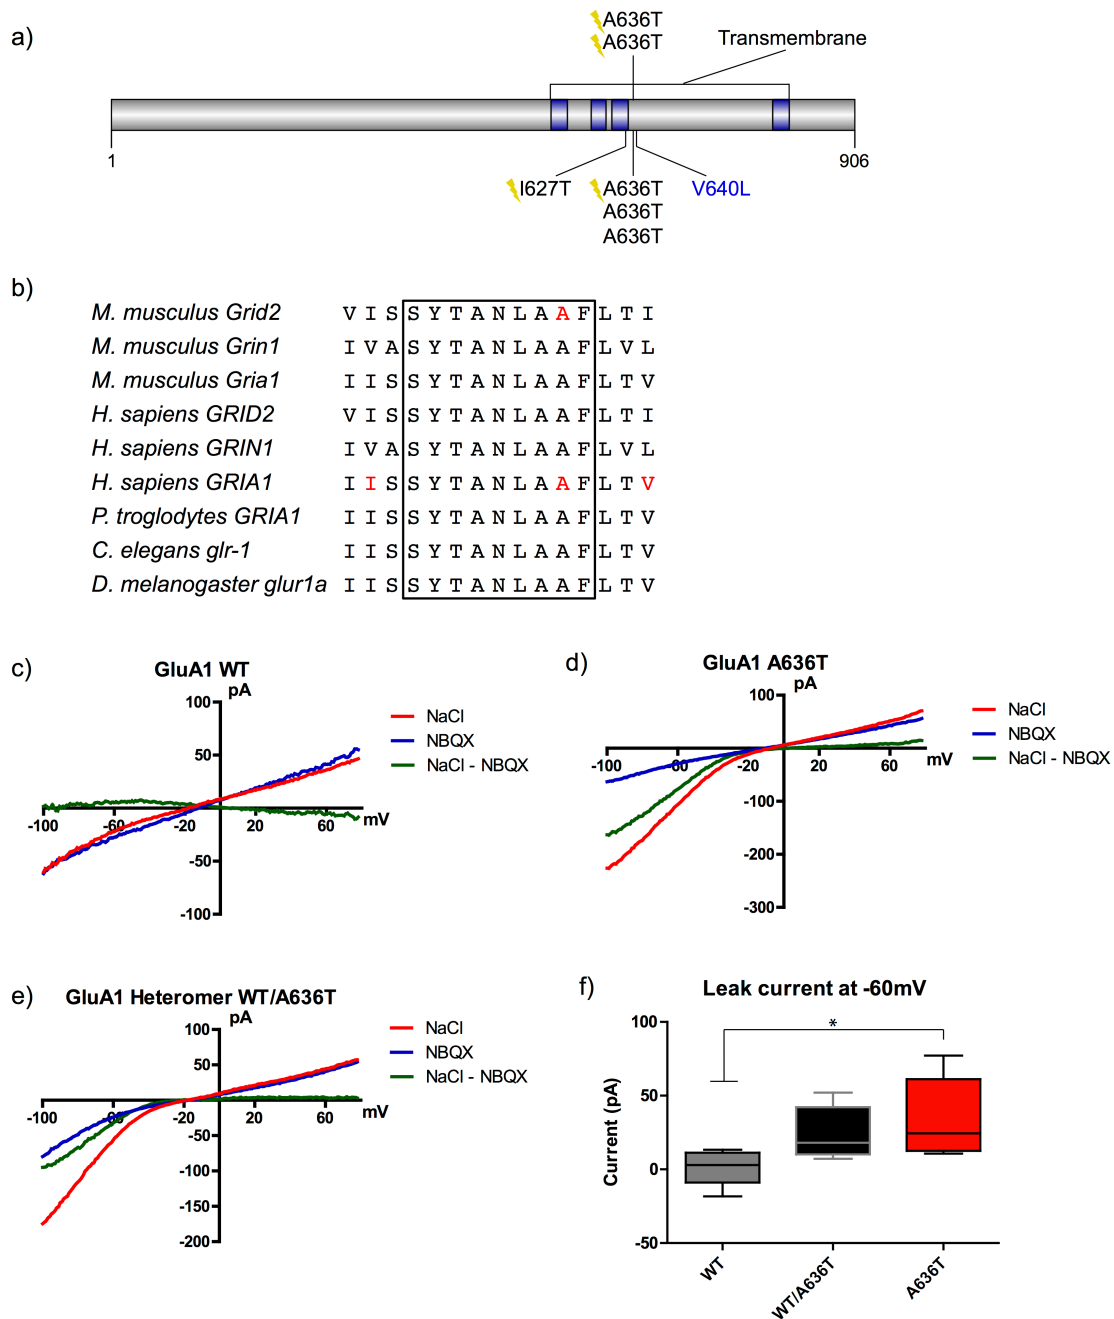 a)
A636T
A636T
Transmembrane
1
906
I627T
A636T
V640L
A636T
A636T
b)
M. musculus Grid2 V I S S Y T A N L A A F L T I
M. musculus Grin1 I V A S Y T A N L A A F L V L
M. musculus Gria1 I I S S Y T A N L A A F L T V
H. sapiens GRID2 V I S S Y T A N L A A F L T I
H. sapiens GRIN1 I V A S Y T A N L A A F L V L
H. sapiens GRIA1 I I S S Y T A N L A A F L T V
P. troglodytes GRIA1 I I S S Y T A N L A A F L T V
C. elegans glr-1 I I S S Y T A N L A A F L T V
D. melanogaster glur1a I I S S Y T A N L A A F L T V
c)
GluA1 WT
pA
100
50
-50
-100
-100 -60 -20 20 60 mV
NaCl
NBQX
NaCl - NBQX
d)
GluA1 A636T
pA
100
-100
-200
-300
-100 -60 -20 20 60 mV
NaCl
NBQX
NaCl - NBQX
e)
GluA1 Heteromer WT/A636T
pA
100
50
-50
-100
-150
-200
-100 -60 -20 20 60 mV
NaCl
NBQX
NaCl - NBQX
f)
Leak current at -60mV
Current (pA)
100
50
0
-50
*
WT
WT/A636T
A636T